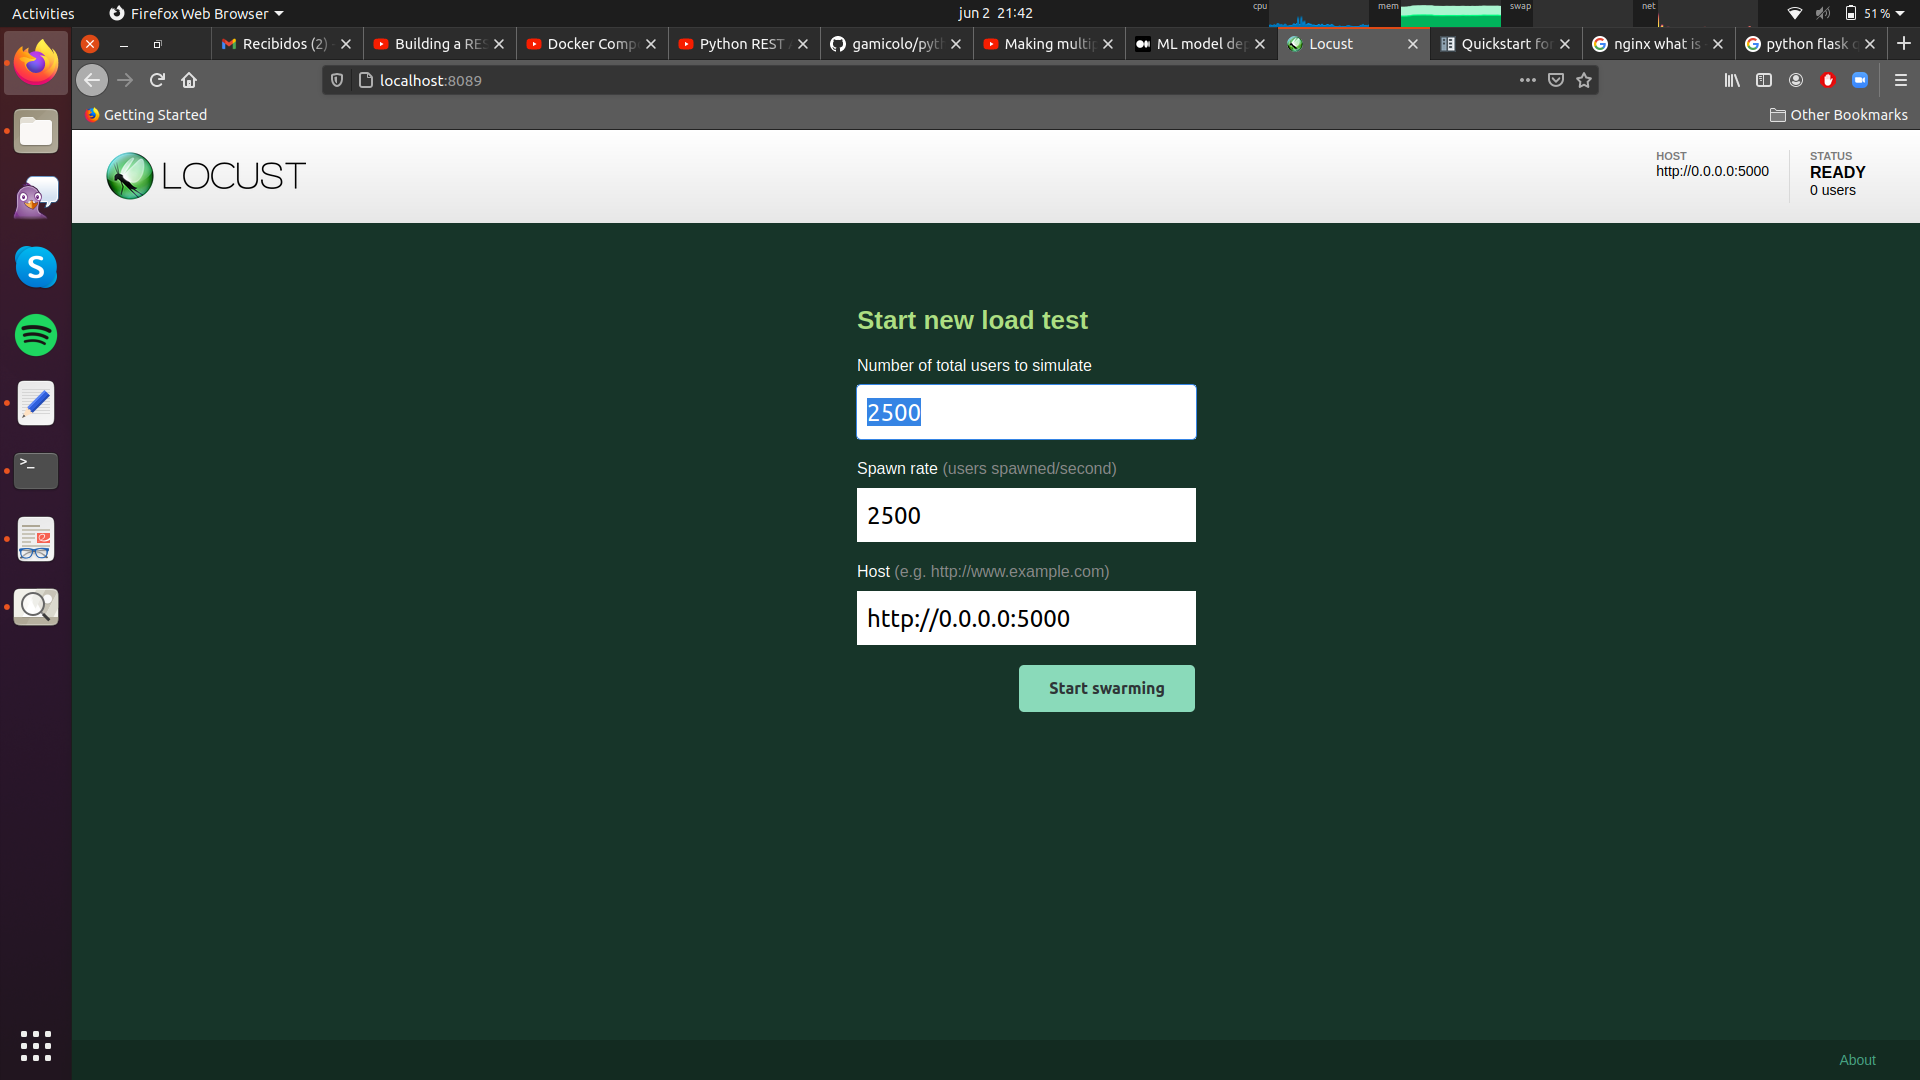 Activities
Firefox Web Browser
jun 2 21:42
cpu
mem
swap
net
51 %
Recibidos (2)
Building a RES
Docker Comp
Python REST
gamicolo/pyt
Making multip
ML model dep
Locust
Quickstart for
nginx what is
python flask
localhost:8089
Getting Started
Other Bookmarks
LOCUST
HOST
http://0.0.0.0:5000
STATUS
READY
0 users
Start new load test
Number of total users to simulate
2500
Spawn rate (users spawned/second)
2500
Host (e.g. http://www.example.com)
http://0.0.0.0:5000
Start swarming
About